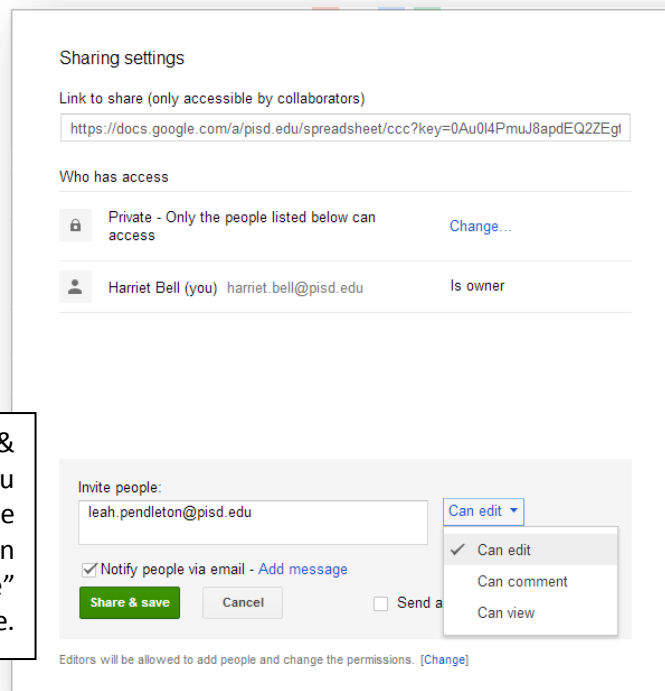 Sharing settings
Link to share (only accessible by collaborators)
https://docs.google.com/a/pisd.edu/spreadsheet/ccc?key=0Au0l4PmuJ8apdEQ2ZEgt
Who has access
Private - Only the people listed below can
access
Change...
Harriet Bell (you) harriet.bell@pisd.edu
Is owner
&
u
e
n
e"
e.
Invite people:
leah.pendleton@pisd.edu
Can edit
Can edit
Can comment
Can view
Notify people via email - Add message
Share & save
Cancel
Send a
Editors will be allowed to add people and change the permissions. [Change]